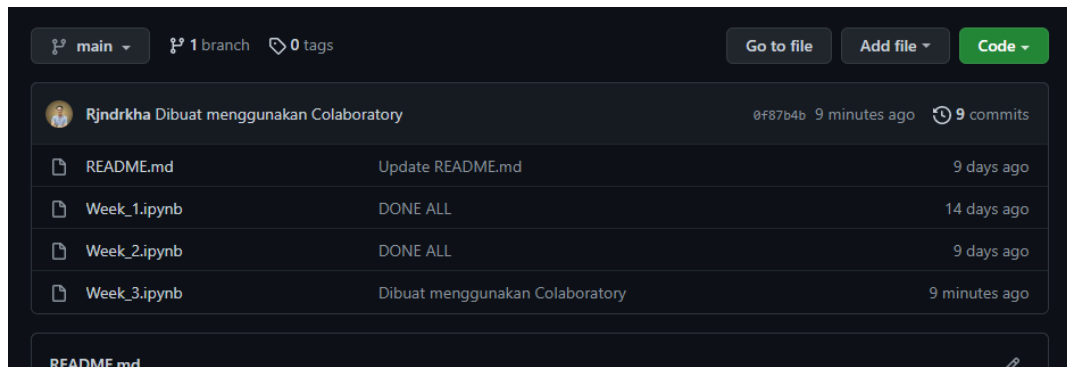 main 1 branch 0 tags Go to file Add file Code
Rjndrkha Dibuat menggunakan Colaboratory 0f87b4b 9 minutes ago 9 commits
README.md Update README.md 9 days ago
Week_1.ipynb DONE ALL 14 days ago
Week_2.ipynb DONE ALL 9 days ago
Week_3.ipynb Dibuat menggunakan Colaboratory 9 minutes ago
README.md